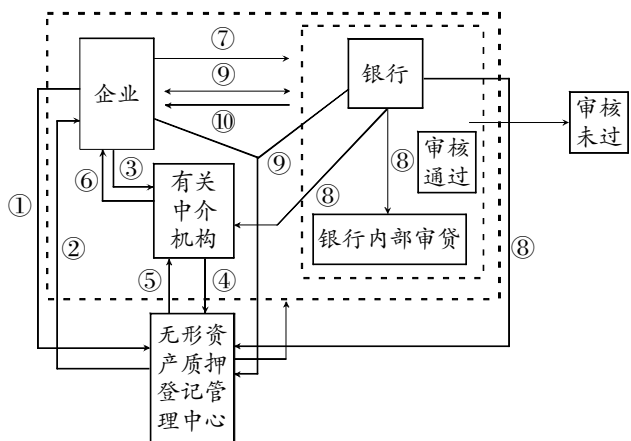 ⑦
企业
⑨
⑩
银行
审核
未过
③
⑥
⑨
⑧
审核
通过
有关
中介
机构
⑧
①
②
银行内部审贷
⑧
⑤
④
无形资
产质押
登记管
理中心